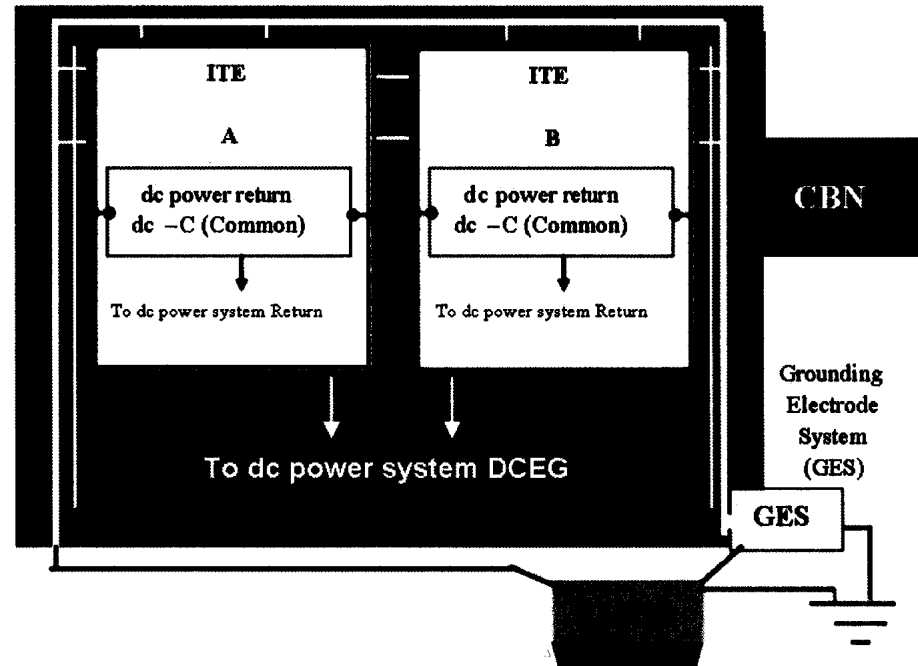 ITE
A
dc power return
dc –C (Common)
To dc power system Return
ITE
B
dc power return
dc –C (Common)
To dc power system Return
CBN
To dc power system DCEG
Grounding
Electrode
System
(GES)
GES